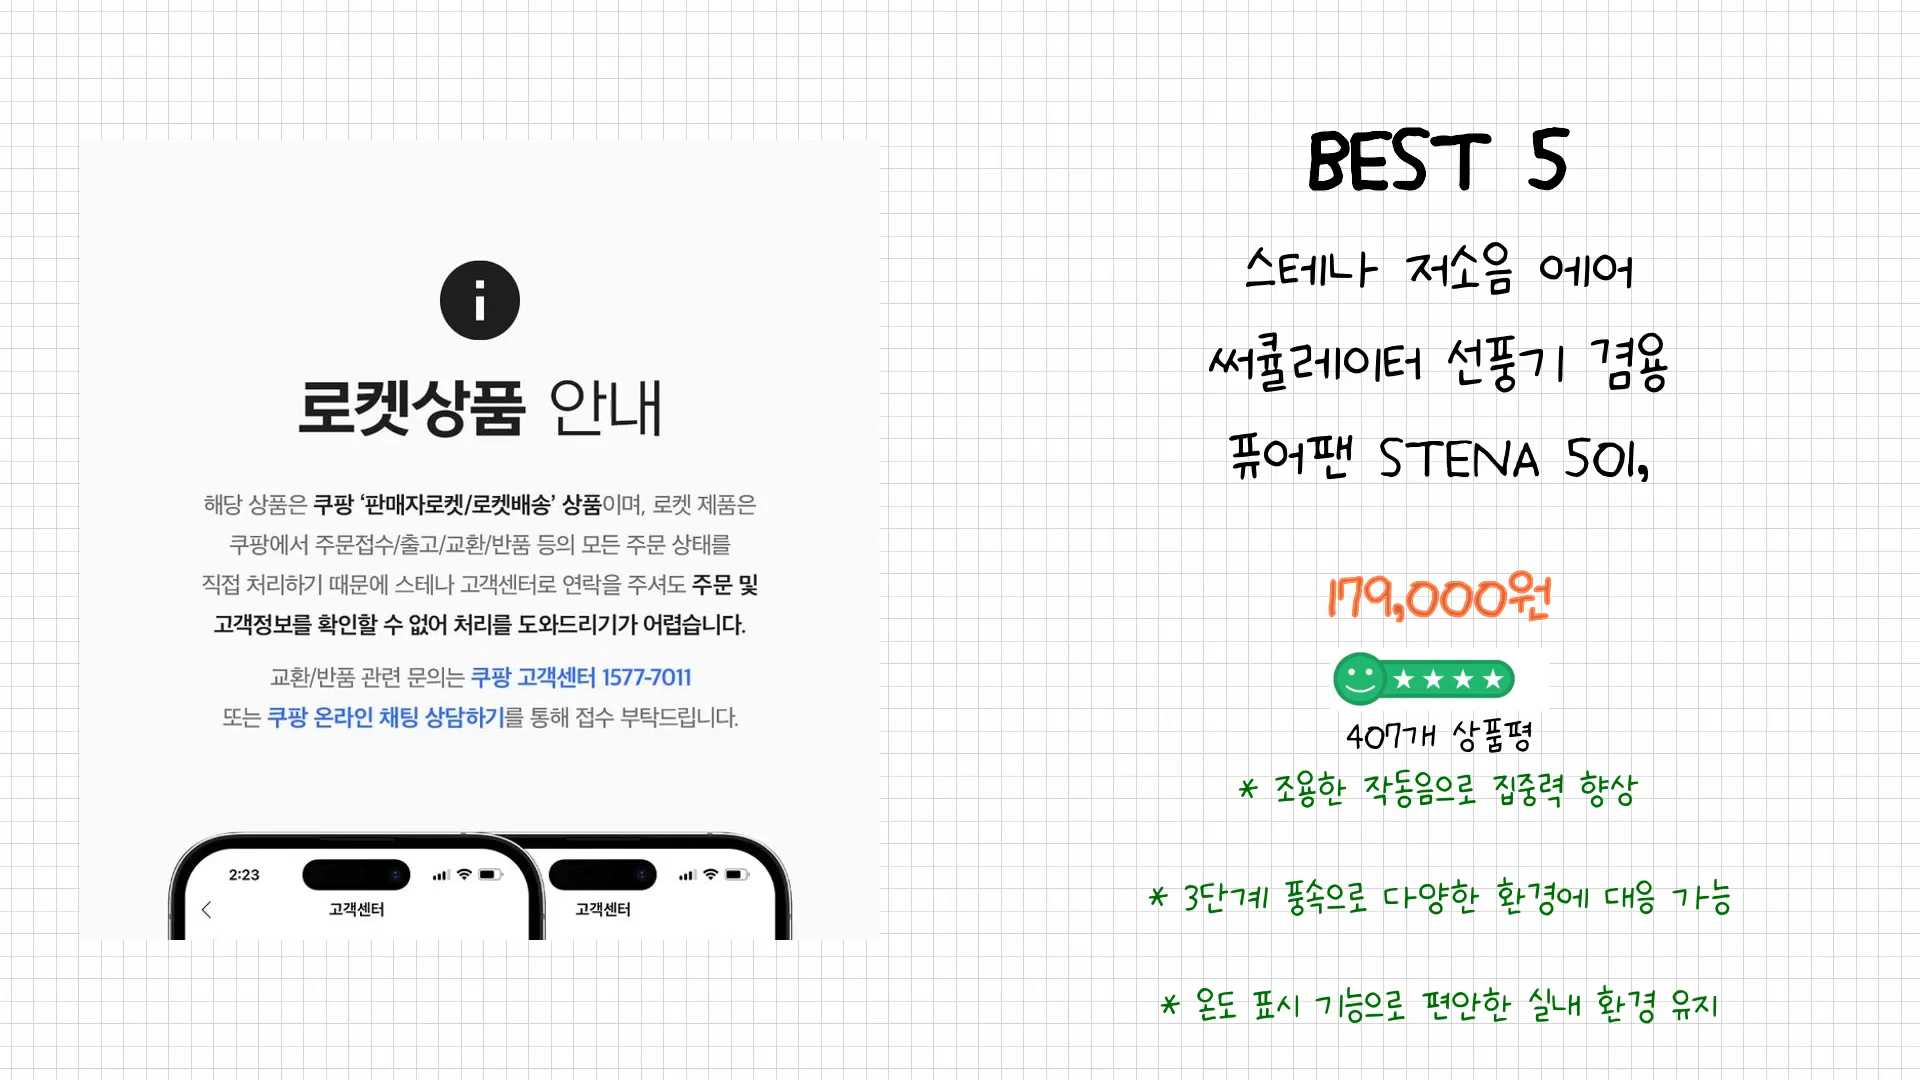 로켓상품 안내
해당 상품은 쿠팡 ‘판매자로켓/로켓배송’ 상품이며, 로켓 제품은
쿠팡에서 주문접수/출고/교환/반품 등의 모든 주문 상태를
직접 처리하기 때문에 스테나 고객센터로 연락을 주셔도 주문 및
고객정보를 확인할 수 없어 처리를 도와드리기가 어렵습니다.
교환/반품 관련 문의는 쿠팡 고객센터 1577-7011
또는 쿠팡 온라인 채팅 상담하기를 통해 접수 부탁드립니다.
2:23
고객센터
고객센터
BEST 5
스테나 저소음 에어
써큘레이터 선풍기 겸용
퓨어팬 STENA 501,
179,000원
407개 상품평
* 조용한 작동음으로 집중력 향상
* 3단계 풍속으로 다양한 환경에 대응 가능
* 온도 표시 기능으로 편안한 실내 환경 유지